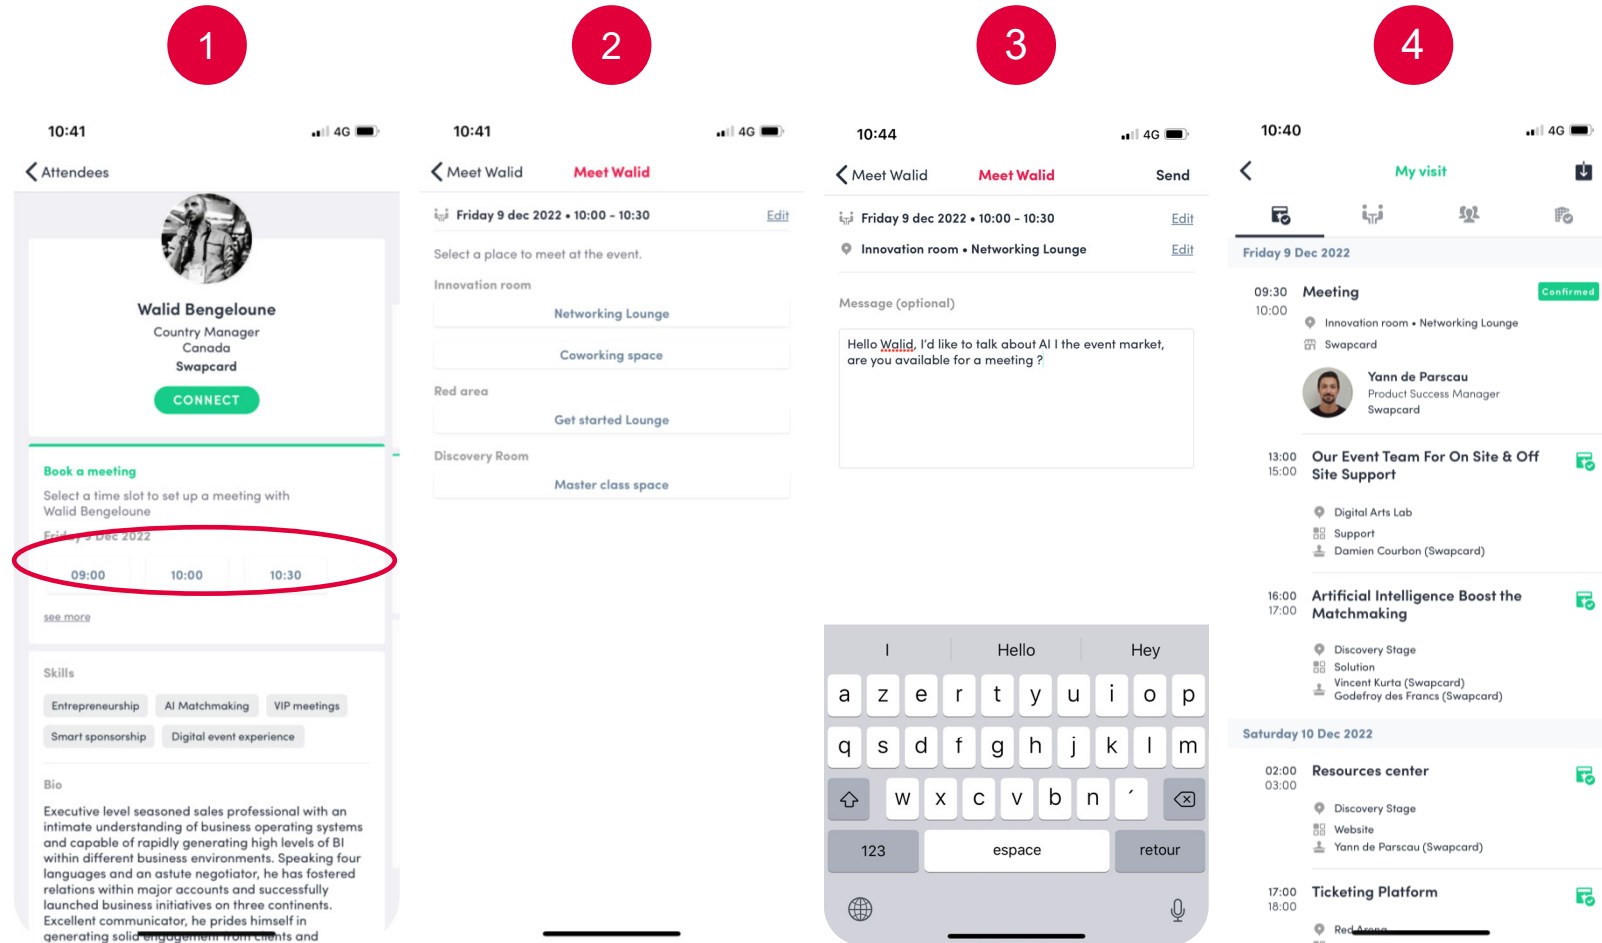 1
10:41
4G
Attendees
Walid Bengeloune
Country Manager
Canada
Swapcard
CONNECT
Book a meeting
Select a time slot to set up a meeting with
Walid Bengeloune
Friday 9 Dec 2022
09:00 10:00 10:30
see more
Skills
Entrepreneurship AI Matchmaking VIP meetings
Smart sponsorship Digital event experience
Bio
Executive level seasoned sales professional with an
intimate understanding of business operating systems
and capable of rapidly generating high levels of BI
within different business environments. Speaking four
languages and an astute negotiator, he has fostered
relations within major accounts and successfully
launched business initiatives on three continents.
Excellent communicator, he prides himself in
generating solid engagement from clients and
2
10:41
4G
Meet Walid
Meet Walid
Friday 9 dec 2022 • 10:00 - 10:30 Edit
Select a place to meet at the event.
Innovation room
Networking Lounge
Coworking space
Red area
Get started Lounge
Discovery Room
Master class space
3
10:44
4G
Meet Walid
Meet Walid
Send
Friday 9 dec 2022 • 10:00 - 10:30 Edit
Innovation room • Networking Lounge Edit
Message (optional)
Hello Walid, I'd like to talk about AI I the event market,
are you available for a meeting ?
I Hello Hey
a z e r t y u i o p
q s d f g h j k l m
w x c v b n ´
123 espace retour
4
10:40
4G
My visit
Friday 9 Dec 2022
09:30 Meeting Confirmed
10:00
Innovation room • Networking Lounge
Swapcard
Yann de Parscau
Product Success Manager
Swapcard
13:00 Our Event Team For On Site & Off
15:00 Site Support
Digital Arts Lab
Support
Damien Courbon (Swapcard)
16:00 Artificial Intelligence Boost the
17:00 Matchmaking
Discovery Stage
Solution
Vincent Kurta (Swapcard)
Godefroy des Francs (Swapcard)
Saturday 10 Dec 2022
02:00 Resources center
03:00
Discovery Stage
Website
Yann de Parscau (Swapcard)
17:00 Ticketing Platform
18:00
Red Arena